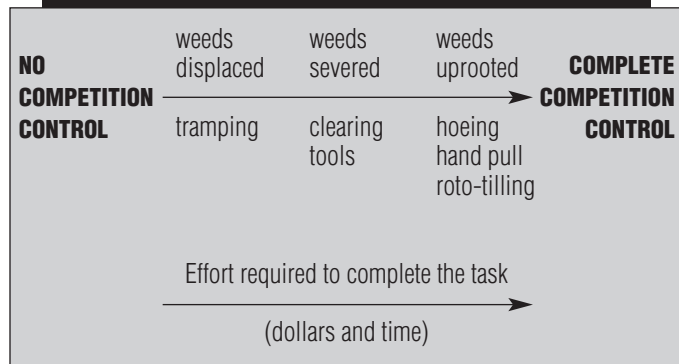 NO
COMPETITION
CONTROL
weeds
displaced
weeds
severed
weeds
uprooted
COMPLETE
COMPETITION
CONTROL
tramping
clearing
tools
hoeing
hand pull
roto-tilling
Effort required to complete the task
(dollars and time)